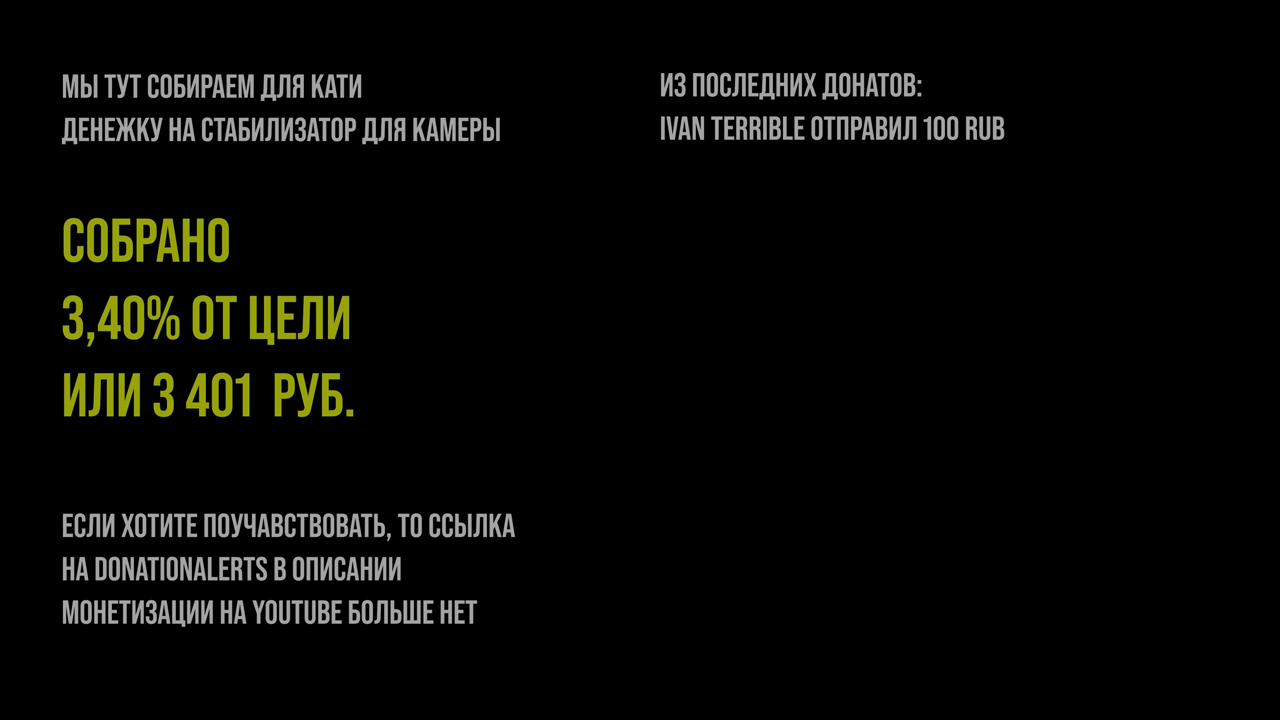 МЫ ТУТ СОБИРАЕМ ДЛЯ КАТИ
ДЕНЕЖКУ НА СТАБИЛИЗАТОР ДЛЯ КАМЕРЫ
СОБРАНО
3,40% ОТ ЦЕЛИ
ИЛИ 3 401 РУБ.
ЕСЛИ ХОТИТЕ ПОУЧАВСТВОВАТЬ, ТО ССЫЛКА
НА DONATIONALERTS В ОПИСАНИИ
МОНЕТИЗАЦИИ НА YOUTUBE БОЛЬШЕ НЕТ
ИЗ ПОСЛЕДНИХ ДОНАТОВ:
IVAN TERRIBLE ОТПРАВИЛ 100 RUB